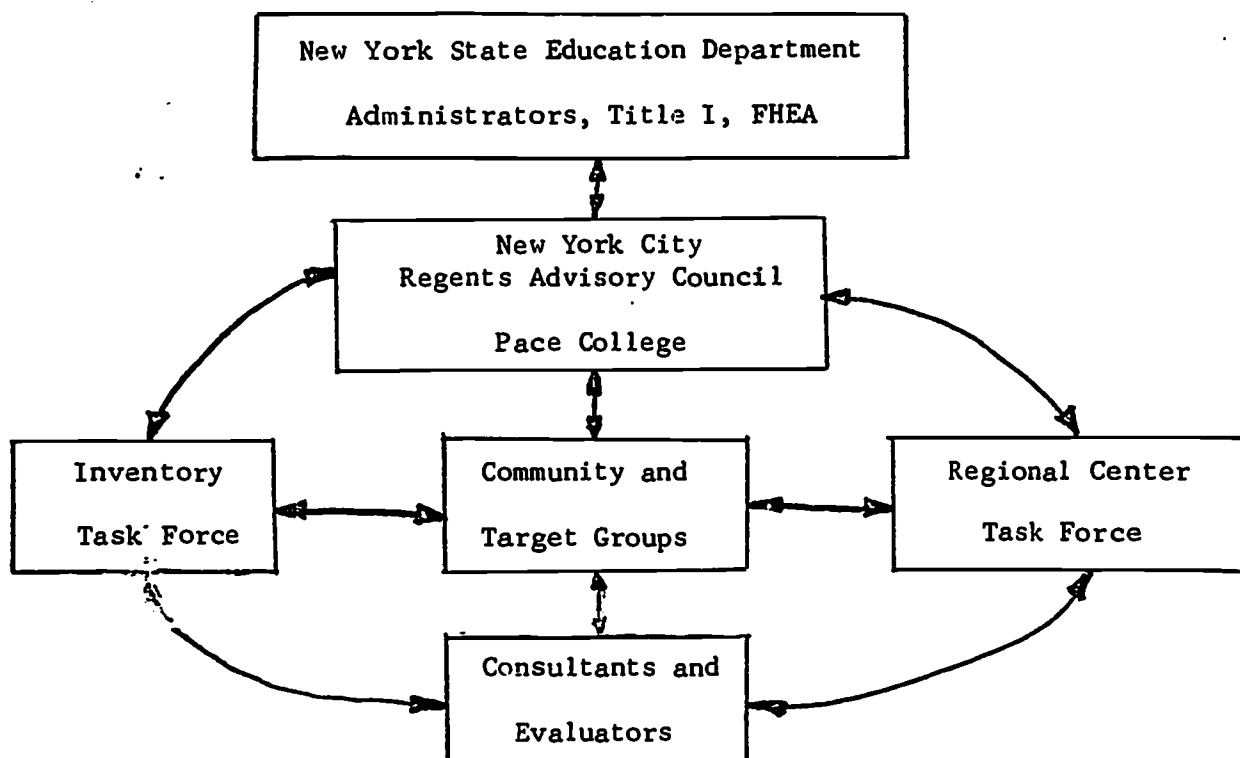 New York State Education Department
Administrators, Title I, FHEA
New York City
Regents Advisory Council
Pace College
Inventory
Task Force
Community and
Target Groups
Regional Center
Task Force
Consultants and
Evaluators